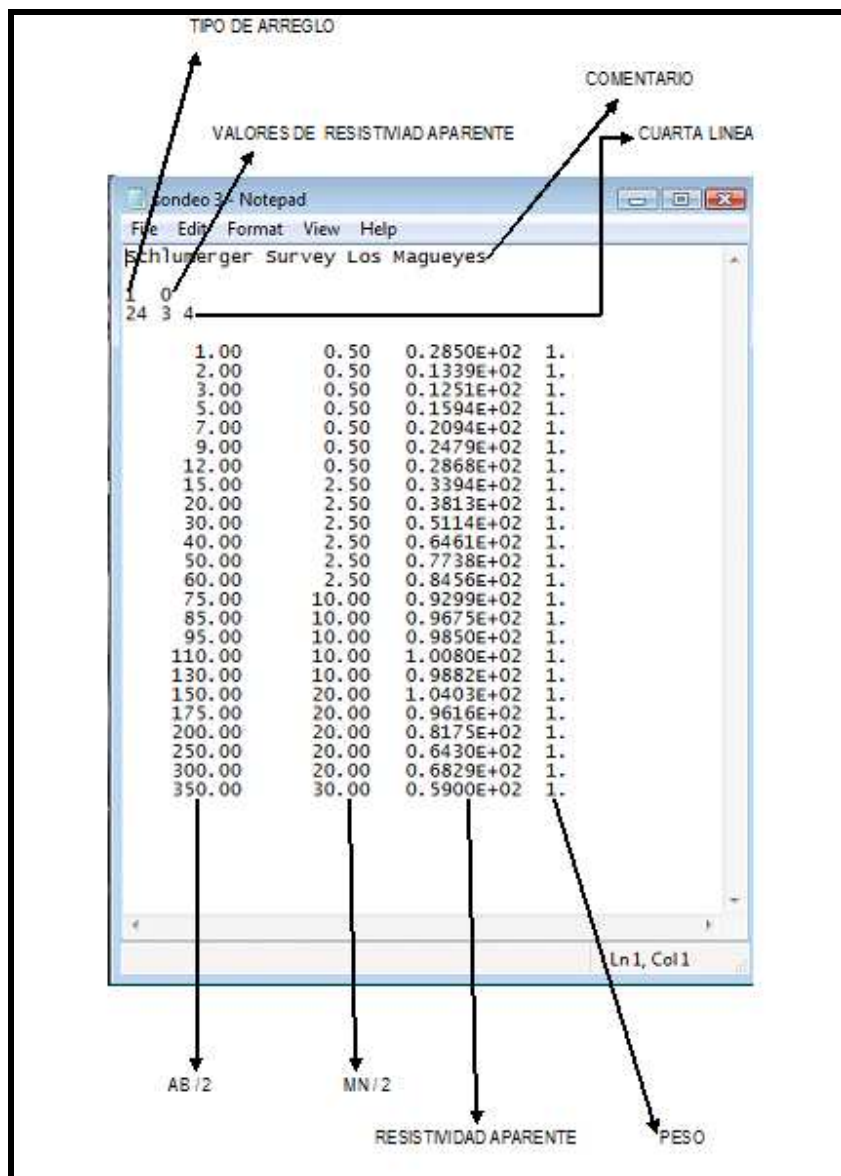 TIPO DE ARREGLO
COMENTARIO
VALORES DE RESISTIVIAD APARENTE
CUARTA LINEA
sondeo 3 - Notepad
File Edit Format View Help
Schlumerger Survey Los Magueyes
1 0
24 3 4
1.00 0.50 0.2850E+02 1.
2.00 0.50 0.1339E+02 1.
3.00 0.50 0.1251E+02 1.
5.00 0.50 0.1594E+02 1.
7.00 0.50 0.2094E+02 1.
9.00 0.50 0.2479E+02 1.
12.00 0.50 0.2868E+02 1.
15.00 2.50 0.3394E+02 1.
20.00 2.50 0.3813E+02 1.
30.00 2.50 0.5114E+02 1.
40.00 2.50 0.6461E+02 1.
50.00 2.50 0.7738E+02 1.
60.00 2.50 0.8456E+02 1.
75.00 10.00 0.9299E+02 1.
85.00 10.00 0.9675E+02 1.
95.00 10.00 0.9850E+02 1.
110.00 10.00 1.0080E+02 1.
130.00 10.00 0.9882E+02 1.
150.00 20.00 1.0403E+02 1.
175.00 20.00 0.9616E+02 1.
200.00 20.00 0.8175E+02 1.
250.00 20.00 0.6430E+02 1.
300.00 20.00 0.6829E+02 1.
350.00 30.00 0.5900E+02 1.
Ln 1, Col 1
AB / 2
MN / 2
RESISTIVIDAD APARENTE
PESO